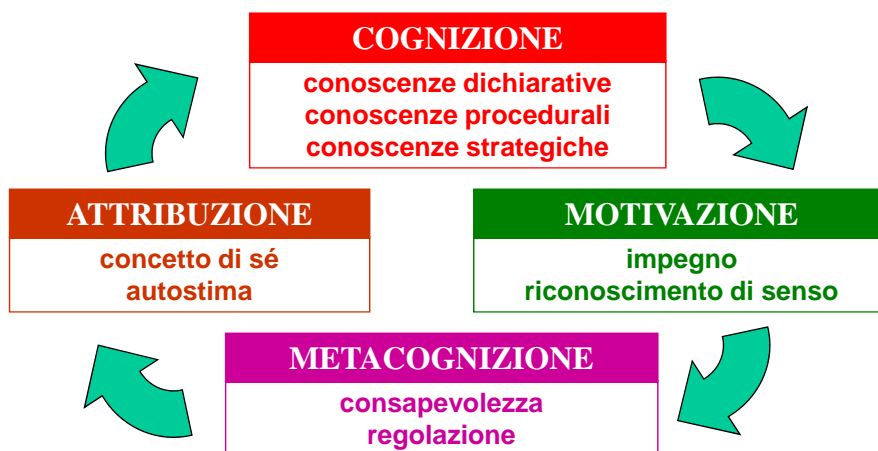 COGNIZIONE
conoscenze dichiarative
conoscenze procedurali
conoscenze strategiche
ATTRIBUZIONE
concetto di sé
autostima
MOTIVAZIONE
impegno
riconoscimento di senso
METACOGNIZIONE
consapevolezza
regolazione